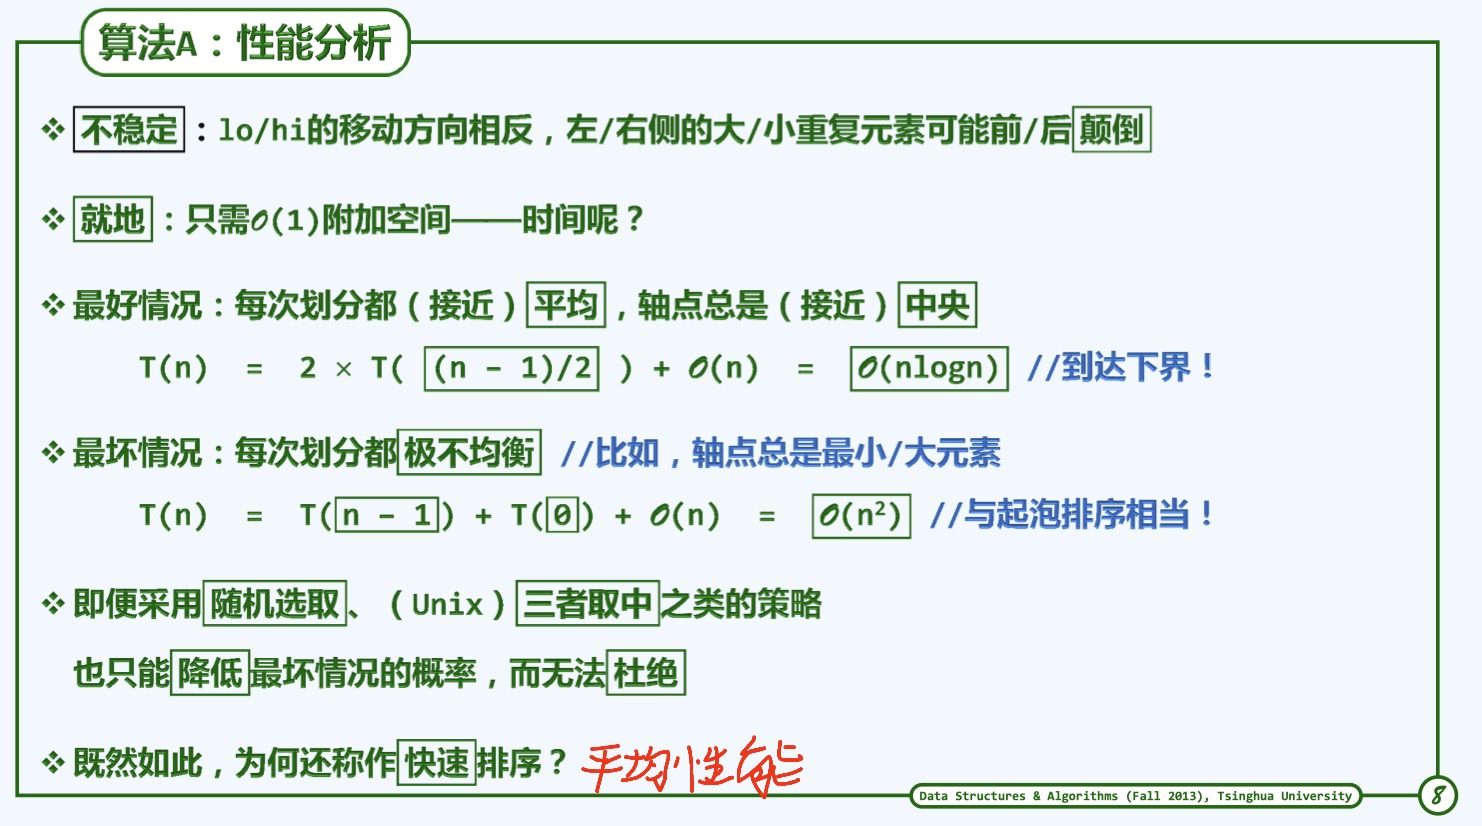 算法A：性能分析
❖ 不稳定：lo/hi的移动方向相反，左/右侧的大/小重复元素可能前/后颠倒
❖ 就地：只需O(1)附加空间——时间呢？
❖ 最好情况：每次划分都（接近）平均，轴点总是（接近）中央
T(n) = 2 × T( (n - 1)/2 ) + O(n) = O(nlogn) //到达下界！
❖ 最坏情况：每次划分都极不均衡 //比如，轴点总是最小/大元素
T(n) = T(n - 1) + T(0) + O(n) = O(n²) //与起泡排序相当！
❖ 即便采用随机选取、（Unix）三者取中之类的策略
也只能降低最坏情况的概率，而无法杜绝
❖ 既然如此，为何还称作快速排序？ 平均性能
Data Structures & Algorithms (Fall 2013), Tsinghua University 8